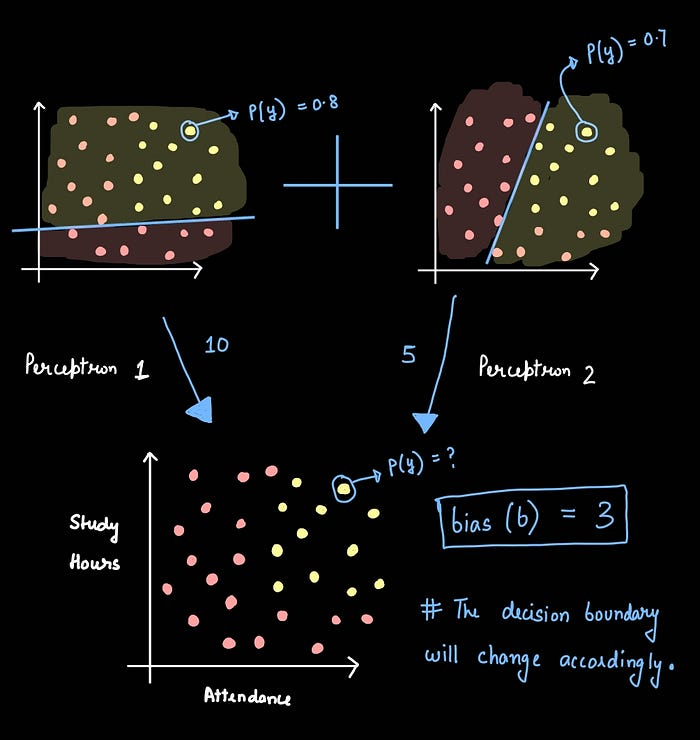 P(y) = 0.7
P(y) = 0.8
Perceptron 1
10
5
Perceptron 2
P(y) = ?
Study
Hours
bias (b) = 3
# The decision boundary
will change accordingly.
Attendance